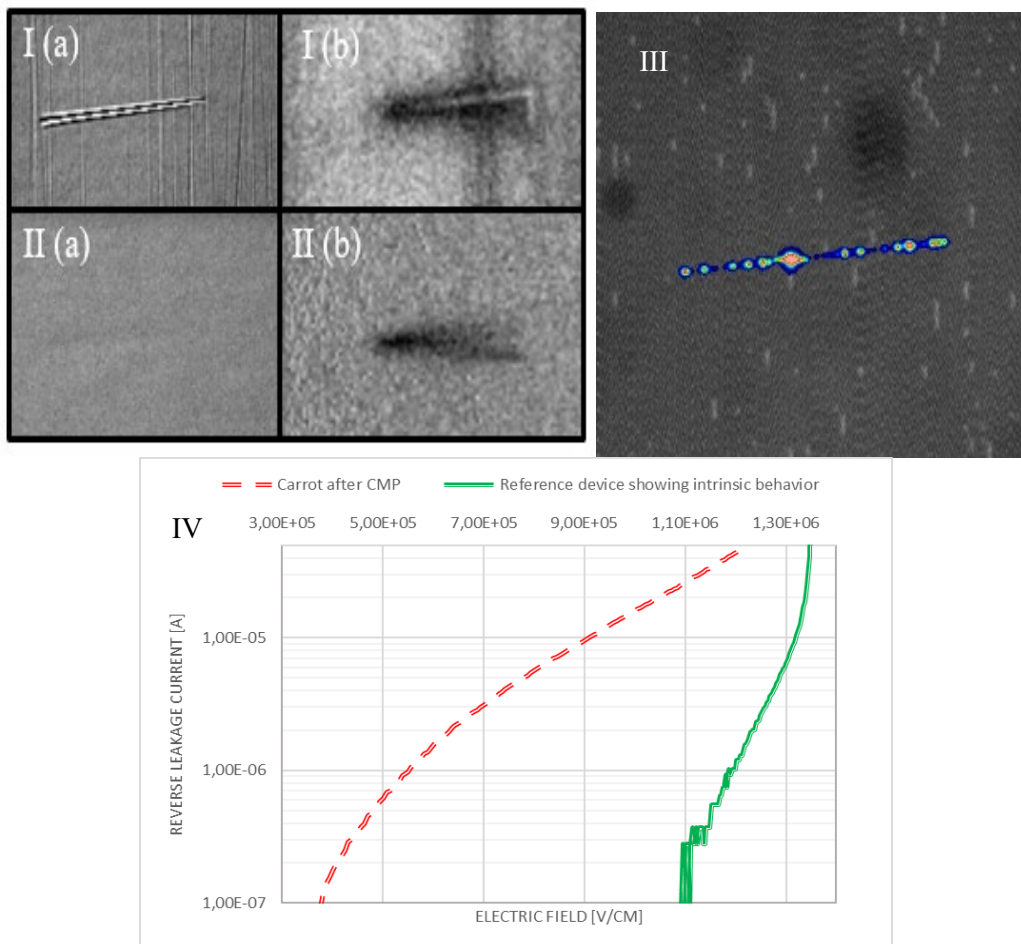 I (a)
I (b)
III
II (a)
II (b)
Carrot after CMP
Reference device showing intrinsic behavior
IV
3,00E+05 5,00E+05 7,00E+05 9,00E+05 1,10E+06 1,30E+06
REVERSE LEAKAGE CURRENT [A]
1,00E-05
1,00E-06
1,00E-07
ELECTRIC FIELD [V/CM]